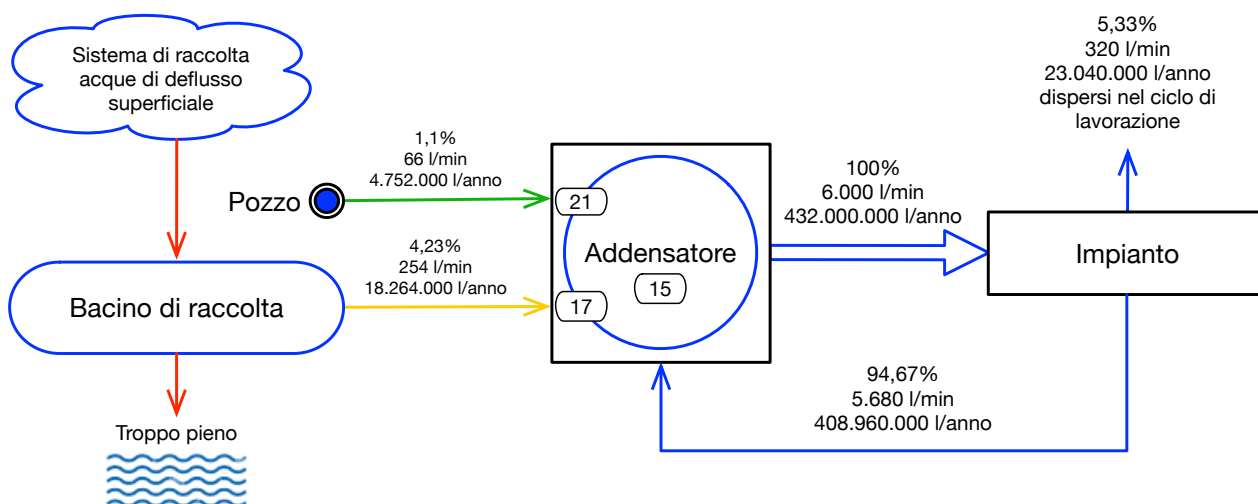 Sistema di raccolta
acque di deflusso
superficiale
5,33%
320 l/min
23.040.000 l/anno
dispersi nel ciclo di
lavorazione
1,1%
66 l/min
4.752.000 l/anno
Pozzo
21
100%
6.000 l/min
432.000.000 l/anno
4,23%
254 l/min
18.264.000 l/anno
Addensatore
15
17
Impianto
Bacino di raccolta
94,67%
5.680 l/min
408.960.000 l/anno
Troppo pieno